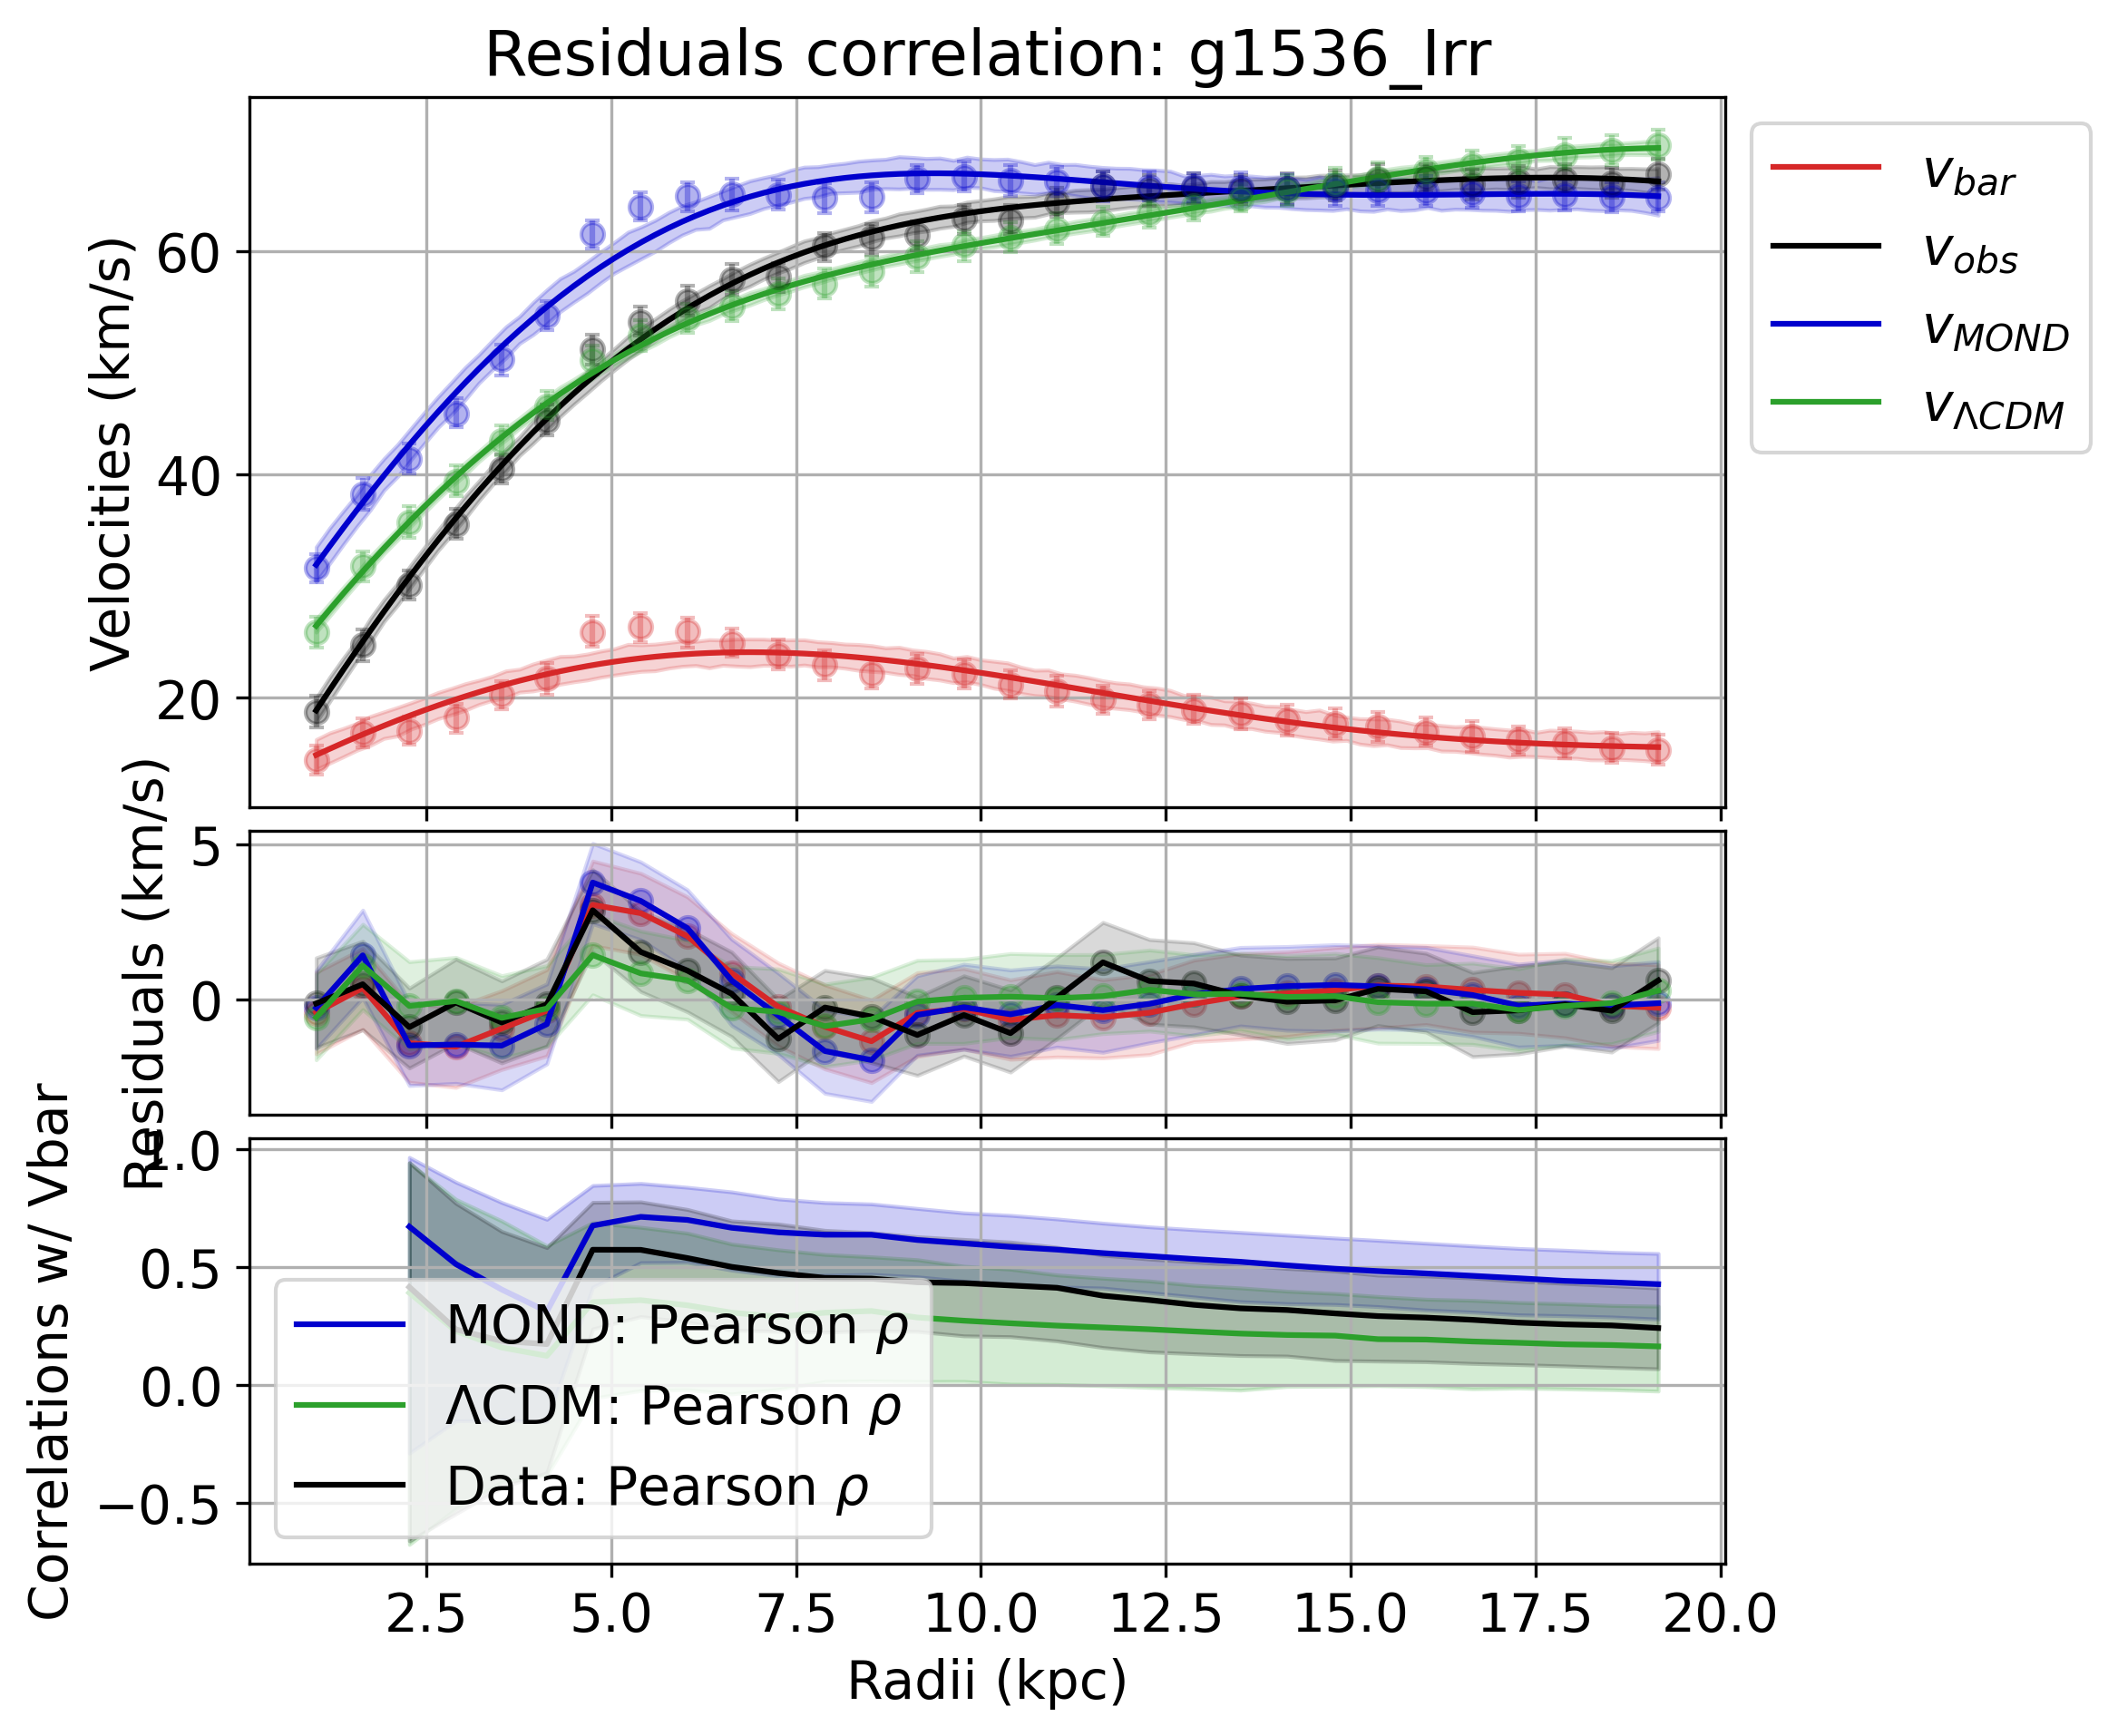 Residuals correlation: g1536_Irr
Velocities (km/s)
60
40
20
v_bar
v_obs
v_MOND
v_ΛCDM
Residuals (km/s)
5
0
Correlations w/ Vbar
1.0
0.5
0.0
−0.5
MOND: Pearson ρ
ΛCDM: Pearson ρ
Data: Pearson ρ
2.5 5.0 7.5 10.0 12.5 15.0 17.5 20.0
Radii (kpc)